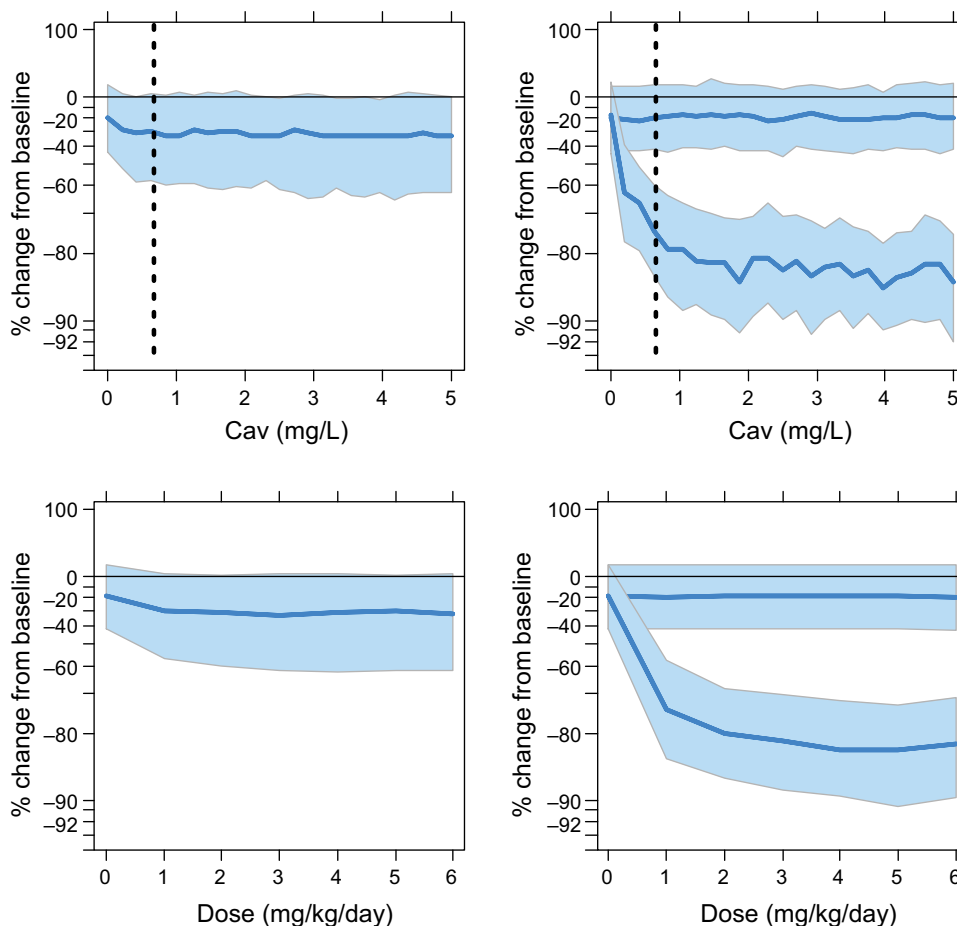 % change from baseline
100
0
–20
–40
–60
–80
–90
–92
0 1 2 3 4 5
Cav (mg/L)
% change from baseline
100
0
–20
–40
–60
–80
–90
–92
0 1 2 3 4 5
Cav (mg/L)
% change from baseline
100
0
–20
–40
–60
–80
–90
–92
0 1 2 3 4 5 6
Dose (mg/kg/day)
% change from baseline
100
0
–20
–40
–60
–80
–90
–92
0 1 2 3 4 5 6
Dose (mg/kg/day)